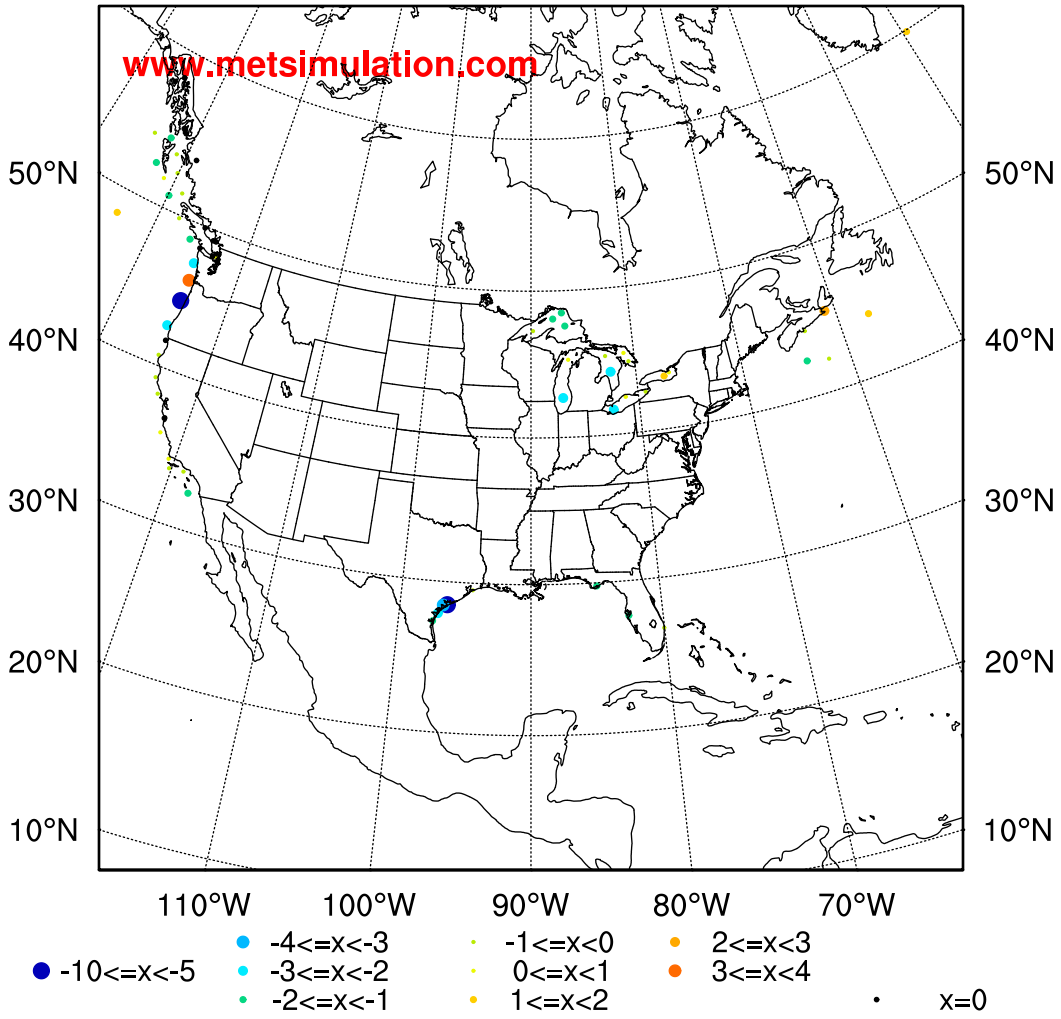 www.metsimulation.com
50°N 50°N
40°N 40°N
30°N 30°N
20°N 20°N
10°N 10°N
110°W 100°W 90°W 80°W 70°W
-4<=x<-3 -1<=x<0 2<=x<3
-10<=x<-5 -3<=x<-2 0<=x<1 3<=x<4
-2<=x<-1 1<=x<2 x=0